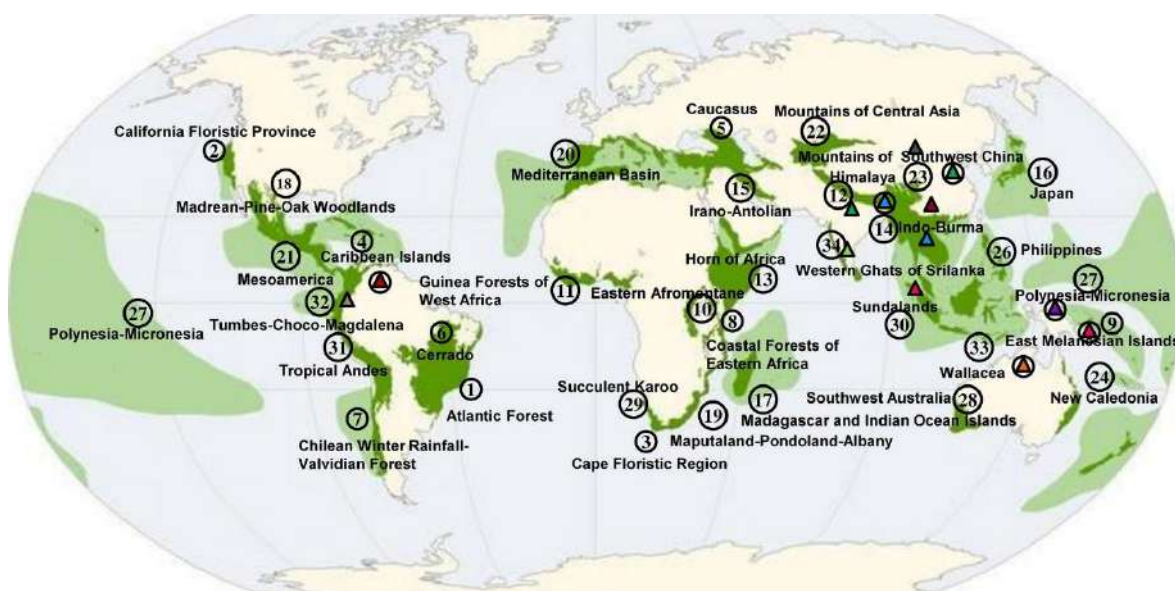 Caucasus
5
Mountains of Central Asia
22
California Floristic Province
2
20
Mediterranean Basin
18
Madrean-Pine-Oak Woodlands
15
Irano-Antolian
Mountains of Southwest China
Himalaya
12
23
16
Japan
14
Indo-Burma
4
Caribbean Islands
21
Mesoamerica
34
Western Ghats of Srilanka
26
Philippines
Horn of Africa
13
Guinea Forests of
West Africa
11
Eastern Afromontane
10
27
Polynesia-Micronesia
32
Tumbes-Choco-Magdalena
27
Polynesia-Micronesia
Sundalands
30
8
Coastal Forests of
Eastern Africa
9
East Melanesian Islands
6
Cerrado
31
Tropical Andes
33
Wallacea
24
New Caledonia
1
Atlantic Forest
Succulent Karoo
29
17
Madagascar and Indian Ocean Islands
Southwest Australia
28
7
Chilean Winter Rainfall-
Valvidian Forest
19
Maputaland-Pondoland-Albany
3
Cape Floristic Region